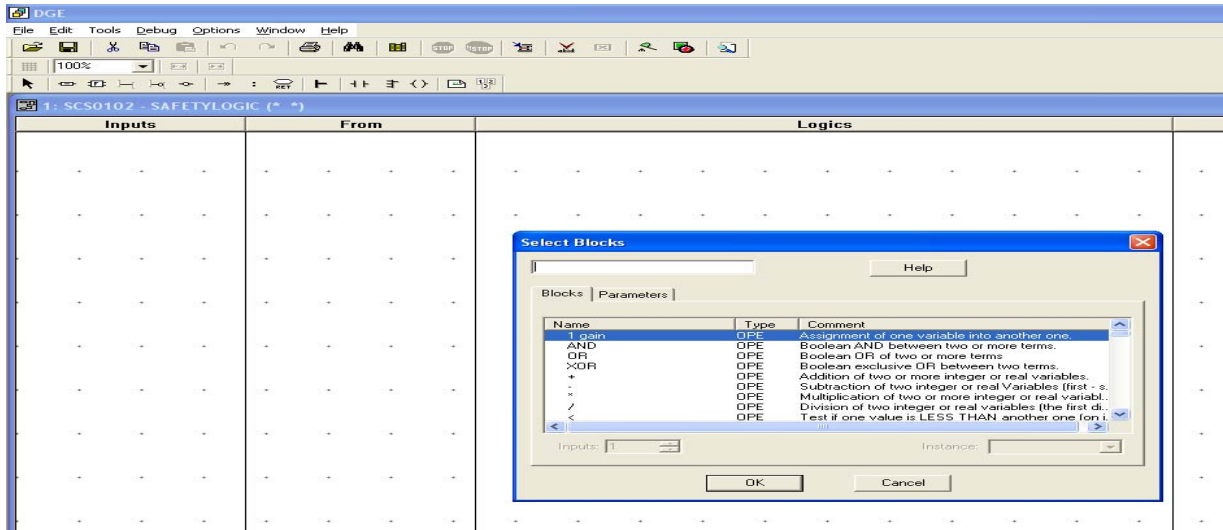 DGE
File Edit Tools Debug Options Window Help
STOP
100%
RET
1: SCS0102 - SAFETYLOGIC (* *)
Inputs From Logics
Select Blocks
Help
Blocks Parameters
Name Type Comment
1 gain OPE Assignment of one variable into another one.
AND OPE Boolean AND between two or more terms.
OR OPE Boolean OR of two or more terms
XOR OPE Boolean exclusive OR between two terms.
+ OPE Addition of two or more integer or real variables.
- OPE Subtraction of two integer or real Variables (first - s...
* OPE Multiplication of two or more integer or real variabl...
/ OPE Division of two integer or real variables (the first di...
< OPE Test if one value is LESS THAN another one (on i...
Inputs: 1 Instance:
OK Cancel